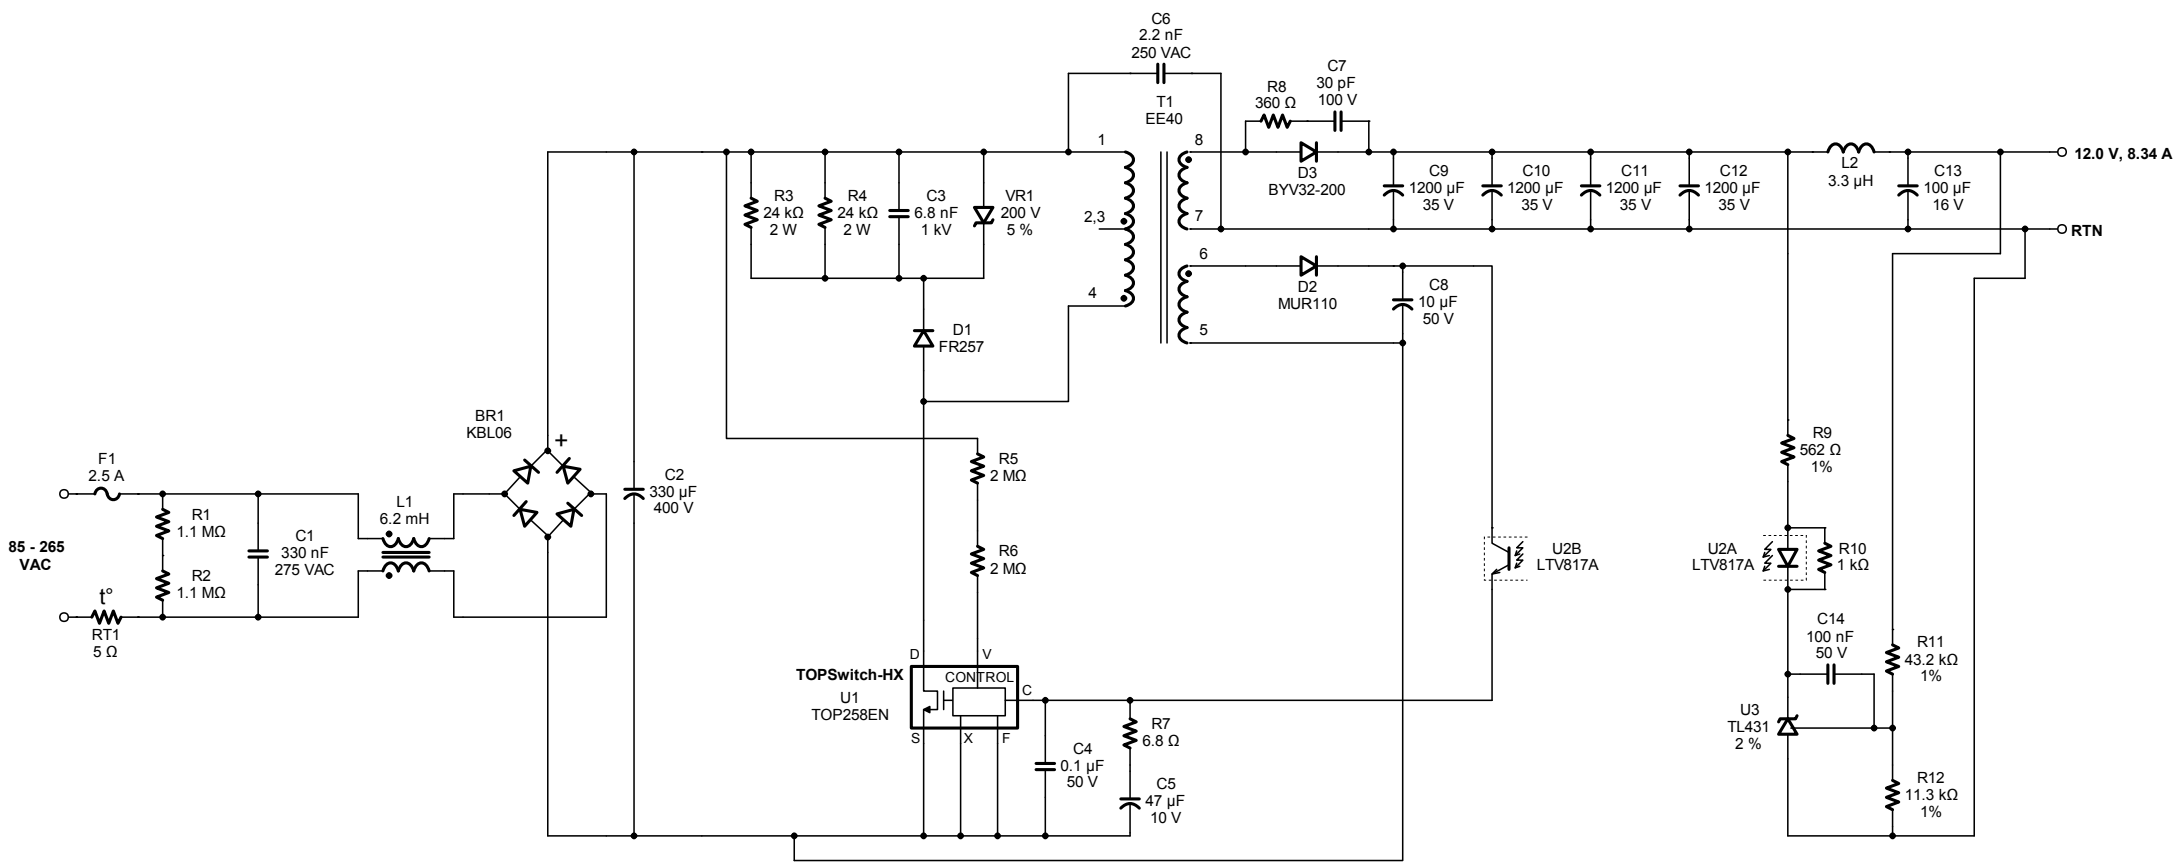 C6
2.2 nF
250 VAC
T1
EE40
R8
360 Ω
C7
30 pF
100 V
1
2,3
4
8
7
6
5
D3
BYV32-200
D2
MUR110
C8
10 µF
50 V
C9
1200 µF
35 V
C10
1200 µF
35 V
C11
1200 µF
35 V
C12
1200 µF
35 V
L2
3.3 µH
C13
100 µF
16 V
12.0 V, 8.34 A
RTN
R3
24 kΩ
2 W
R4
24 kΩ
2 W
C3
6.8 nF
1 kV
VR1
200 V
5 %
D1
FR257
BR1
KBL06
+
F1
2.5 A
85 - 265
VAC
t°
RT1
5 Ω
R1
1.1 MΩ
R2
1.1 MΩ
C1
330 nF
275 VAC
L1
6.2 mH
C2
330 µF
400 V
R5
2 MΩ
R6
2 MΩ
D
V
TOPSwitch-HX
U1
TOP258EN
CONTROL
C
S
X
F
C4
0.1 µF
50 V
R7
6.8 Ω
C5
47 µF
10 V
U2B
LTV817A
R9
562 Ω
1%
U2A
LTV817A
R10
1 kΩ
C14
100 nF
50 V
R11
43.2 kΩ
1%
U3
TL431
2 %
R12
11.3 kΩ
1%